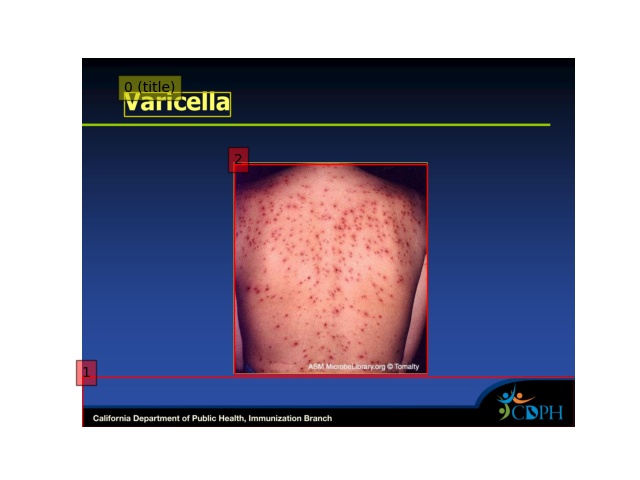 0 (title)
Varicella
2
ASM MicrobeLibrary.org © Tomalty
1
California Department of Public Health, Immunization Branch
CDPH